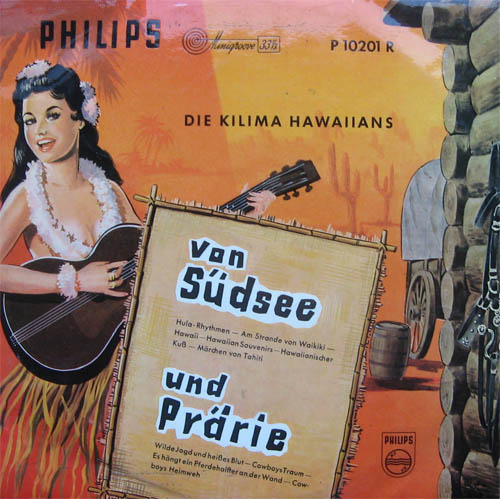 PHILIPS
Minigroove 33⅓
P 10201 R
DIE KILIMA HAWAIIANS
von
Südsee
Hula-Rhythmen — Am Strande von Waikiki —
Hawaii — Hawaiian Souvenirs — Hawaiianischer
Kuß — Märchen von Tahiti
und
Prärie
Wilde Jagd und heißes Blut — Cowboys Traum —
Es hängt ein Pferdehalfter an der Wand — Cow-
boys Heimweh
PHILIPS